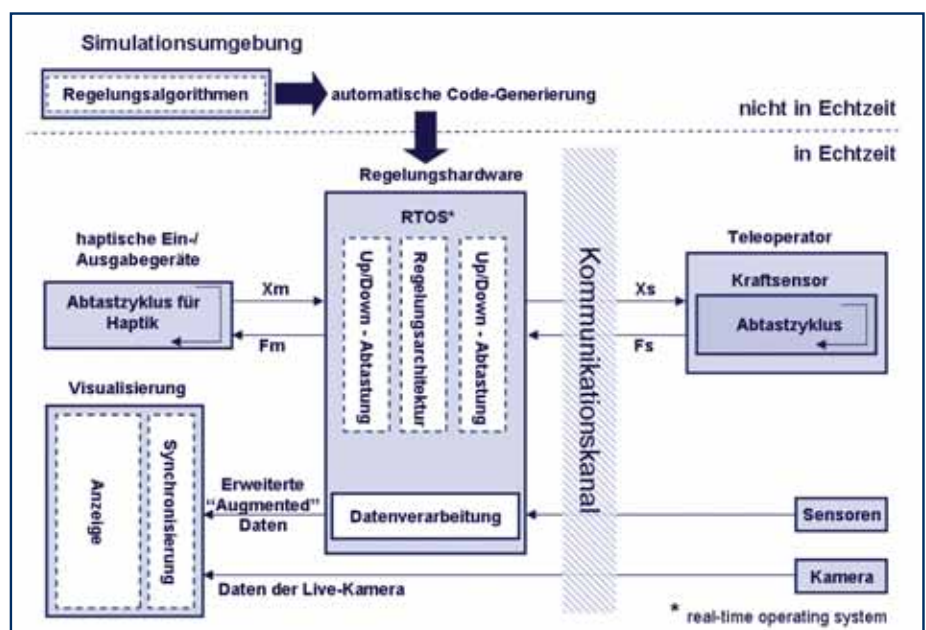 Simulationsumgebung
Regelungsalgorithmen
automatische Code-Generierung
nicht in Echtzeit
in Echtzeit
Regelungshardware
RTOS*
Up/Down - Abtastung
Regelungsarchitektur
Up/Down - Abtastung
Kommunikationskanal
haptische Ein-/
Ausgabegeräte
Abtastzyklus für
Haptik
Xm
Fm
Xs
Fs
Teleoperator
Kraftsensor
Abtastzyklus
Visualisierung
Anzeige
Synchronisierung
Erweiterte
"Augmented"
Daten
Datenverarbeitung
Sensoren
Daten der Live-Kamera
Kamera
* real-time operating system